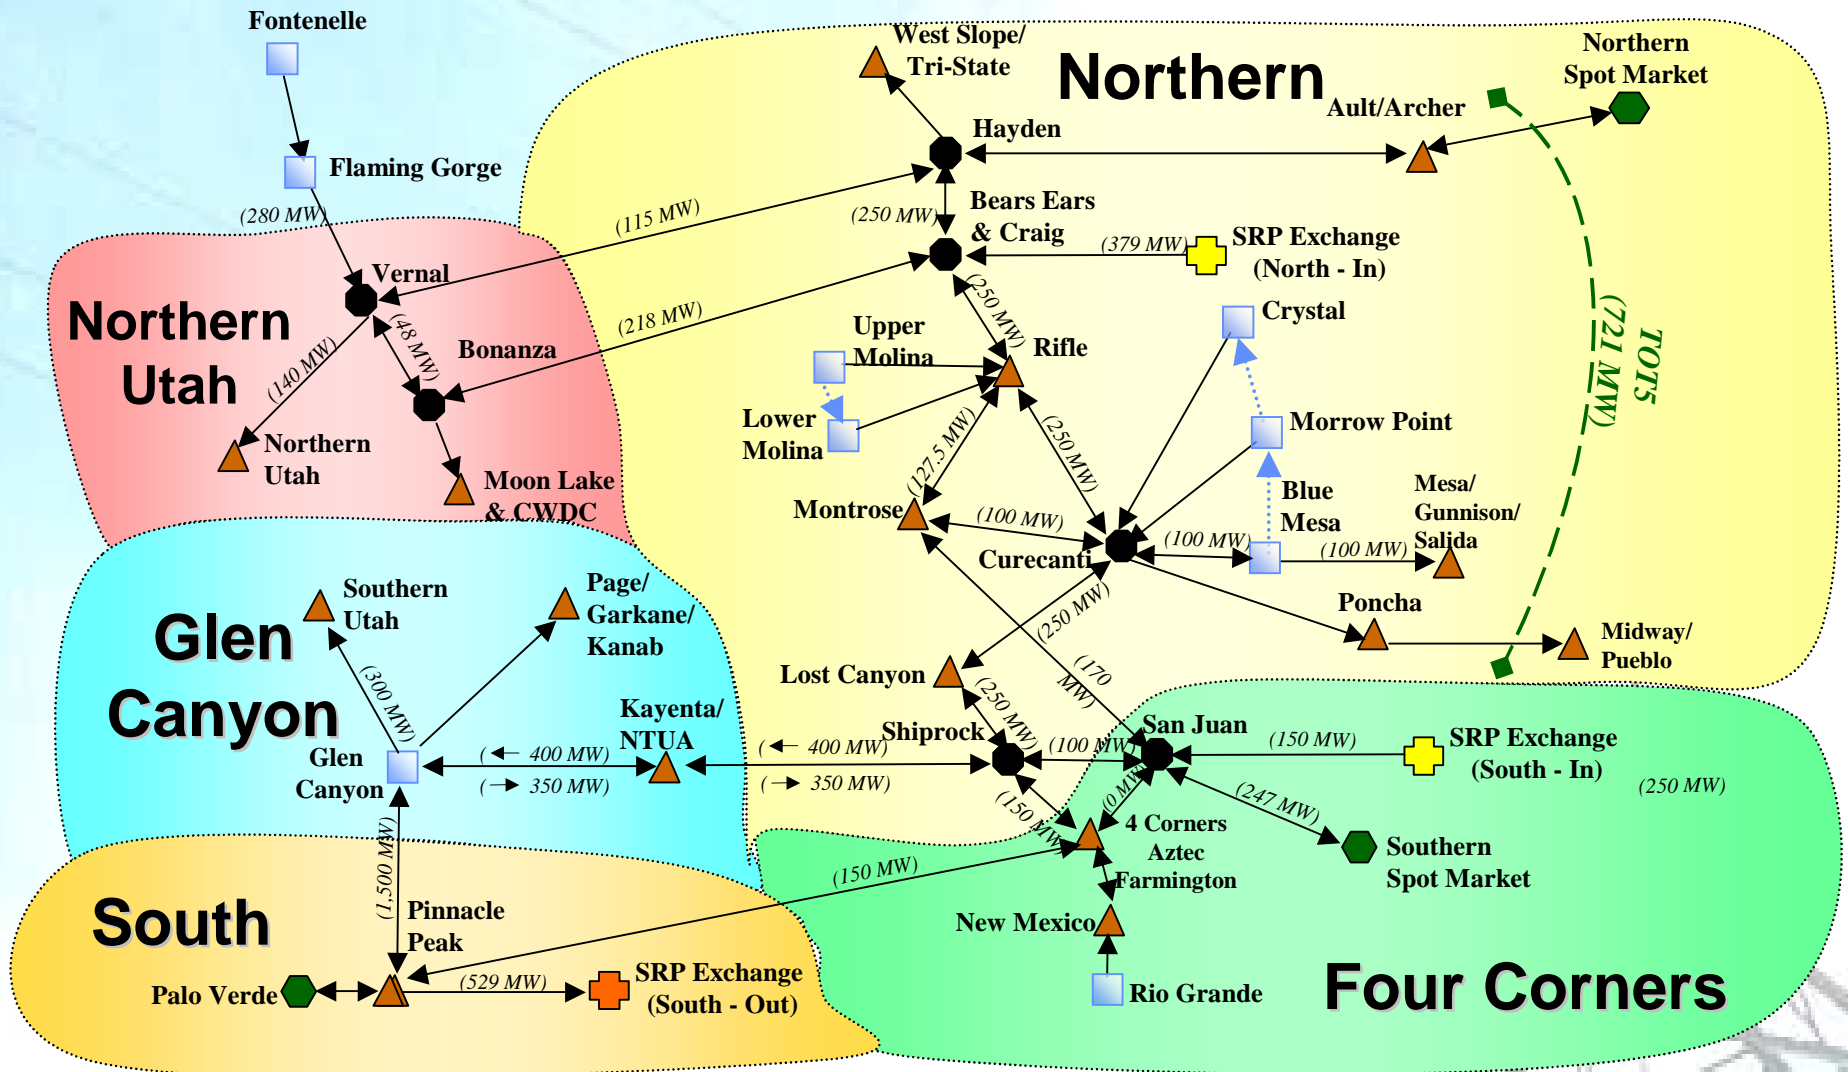 Fontenelle
Flaming Gorge
(280 MW)
Northern
Utah
Vernal
(48 MW)
Bonanza
(140 MW)
Northern
Utah
Moon Lake
& CWDC
(115 MW)
(218 MW)
Northern
West Slope/
Tri-State
Hayden
Ault/Archer
Northern
Spot Market
(250 MW)
Bears Ears
& Craig
(379 MW)
SRP Exchange
(North - In)
(250 MW)
Upper
Molina
Rifle
Lower
Molina
Crystal
Morrow Point
Blue
Mesa
(127.5 MW)
(250 MW)
Montrose
(100 MW)
Curecanti
(100 MW)
(100 MW)
Mesa/
Gunnison/
Salida
Poncha
Midway/
Pueblo
TOT5
(721 MW)
(250 MW)
(170
MW)
Lost Canyon
(250 MW)
Shiprock
(100 MW)
Glen
Canyon
Southern
Utah
Page/
Garkane/
Kanab
(300 MW)
Kayenta/
NTUA
Glen
Canyon
(← 400 MW)
(→ 350 MW)
(← 400 MW)
(→ 350 MW)
(1,500 MW)
San Juan
(150 MW)
SRP Exchange
(South - In)
(250 MW)
(0 MW)
(150 MW)
(247 MW)
4 Corners
Aztec
Farmington
Southern
Spot Market
(150 MW)
New Mexico
Rio Grande
Four Corners
South
Pinnacle
Peak
Palo Verde
(529 MW)
SRP Exchange
(South - Out)